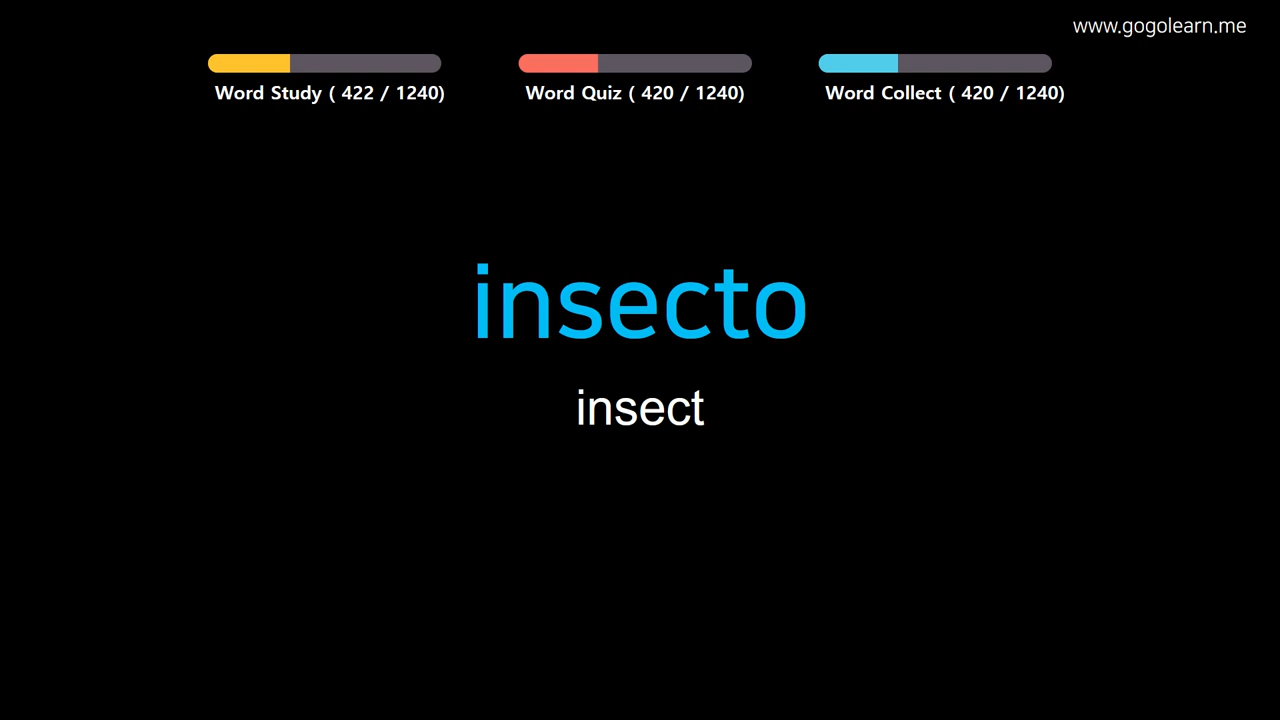 www.gogolearn.me
Word Study ( 422 / 1240)
Word Quiz ( 420 / 1240)
Word Collect ( 420 / 1240)
insecto
insect